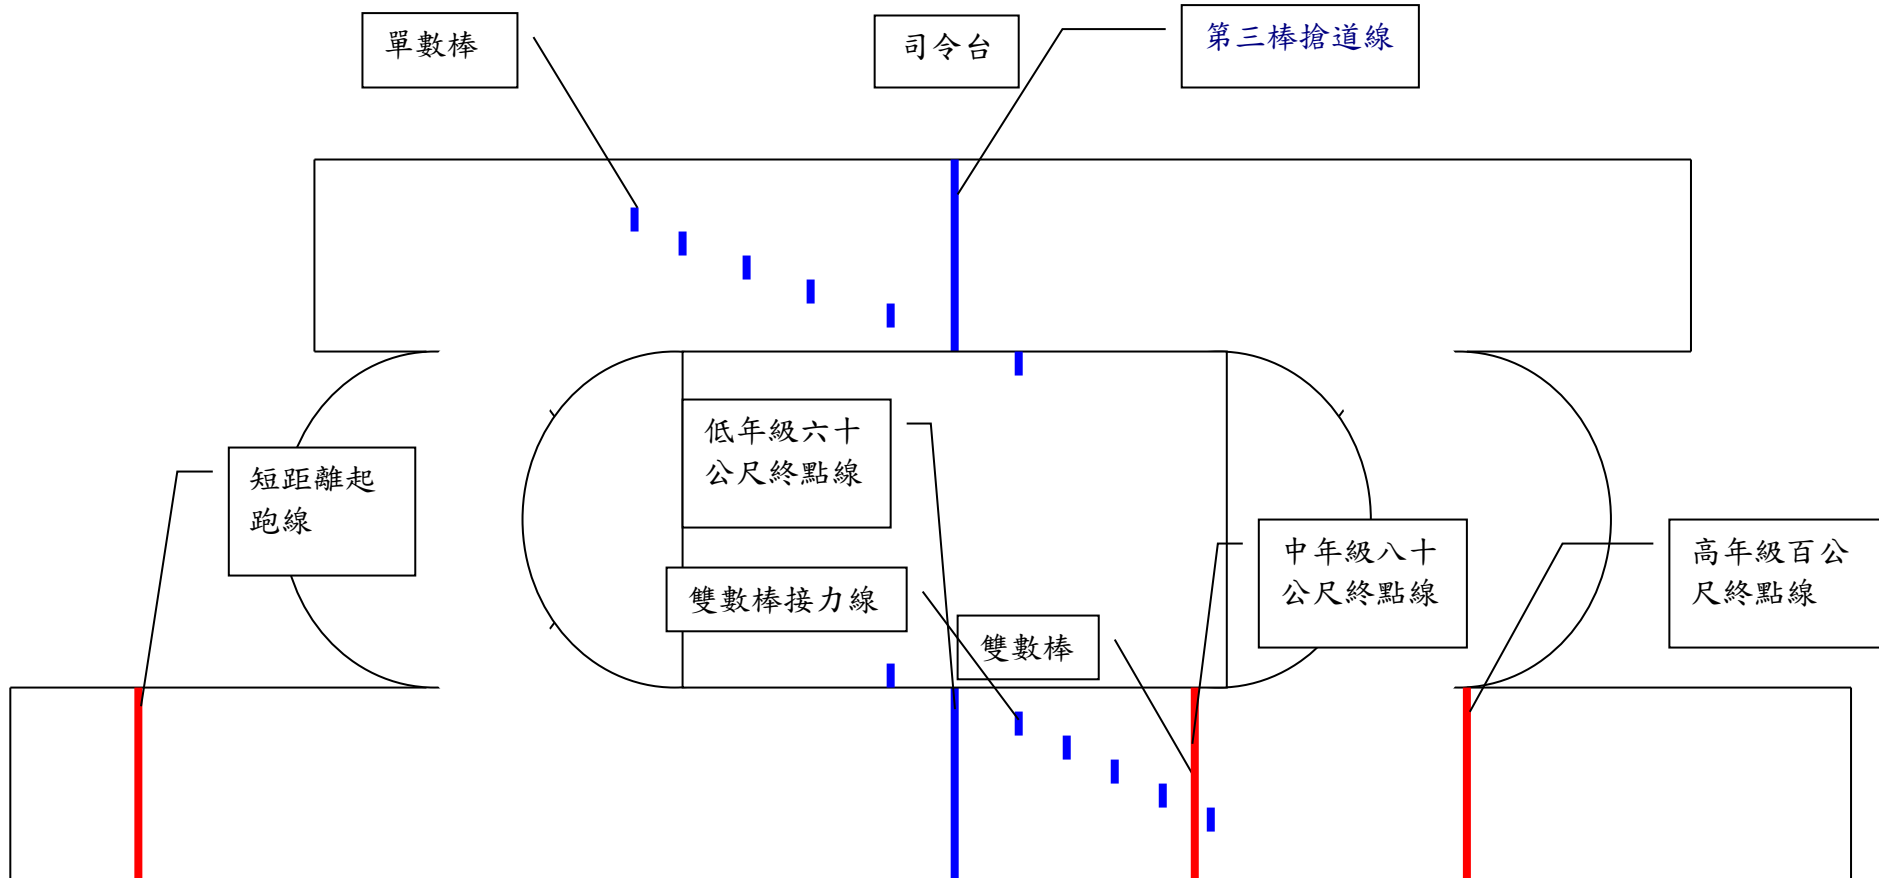 單數棒
司令台
第三棒搶道線
低年級六十
公尺終點線
短距離起
跑線
中年級八十
公尺終點線
高年級百公
尺終點線
雙數棒接力線
雙數棒